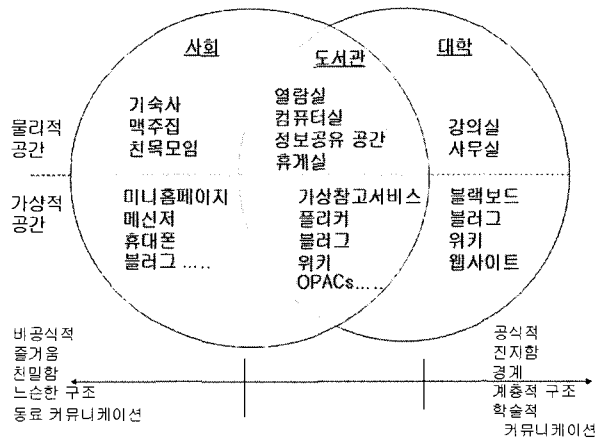 사회
도서관
대학
물리적
공간
기숙사
맥주집
친목모임
열람실
컴퓨터실
정보공유 공간
휴게실
강의실
사무실
가상적
공간
미니홈페이지
메신저
휴대폰
블러그 .....
가상참고서비스
플리커
블러그
위키
OPACs.....
블랙보드
블러그
위키
웹사이트
비공식적
즐거움
친밀함
느슨한 구조
동료 커뮤니케이션
공식적
진지함
경계
계층적 구조
학술적
커뮤니케이션